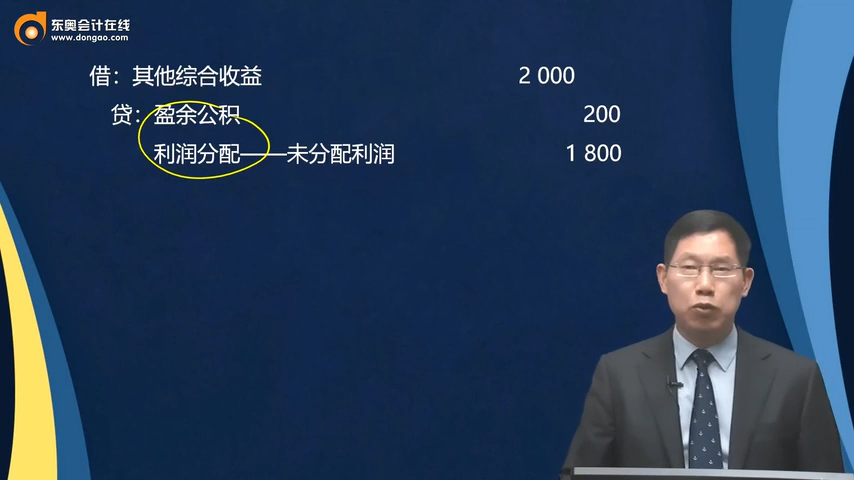 东奥会计在线
www.dongao.com
借：其他综合收益 2 000
贷：盈余公积 200
利润分配——未分配利润 1 800